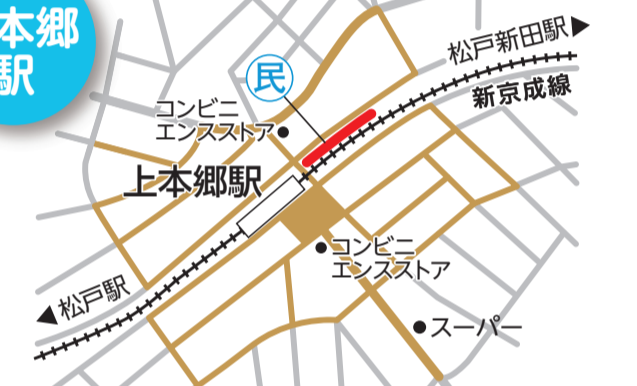 本郷
駅
松戸新田駅▶
新京成線
民
コンビニ
エンスストア
上本郷駅
コンビニ
エンスストア
◀松戸駅
スーパー